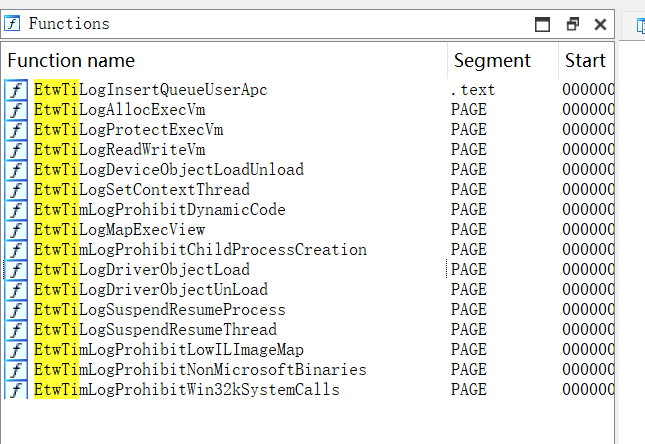 Functions
Function name Segment Start
f EtwTiLogInsertQueueUserApc .text 000000
f EtwTiLogAllocExecVm PAGE 000000
f EtwTiLogProtectExecVm PAGE 000000
f EtwTiLogReadWriteVm PAGE 000000
f EtwTiLogDeviceObjectLoadUnload PAGE 000000
f EtwTiLogSetContextThread PAGE 000000
f EtwTimLogProhibitDynamicCode PAGE 000000
f EtwTiLogMapExecView PAGE 000000
f EtwTimLogProhibitChildProcessCreation PAGE 000000
f EtwTiLogDriverObjectLoad PAGE 000000
f EtwTiLogDriverObjectUnLoad PAGE 000000
f EtwTiLogSuspendResumeProcess PAGE 000000
f EtwTiLogSuspendResumeThread PAGE 000000
f EtwTimLogProhibitLowILImageMap PAGE 000000
f EtwTimLogProhibitNonMicrosoftBinaries PAGE 000000
f EtwTimLogProhibitWin32kSystemCalls PAGE 000000